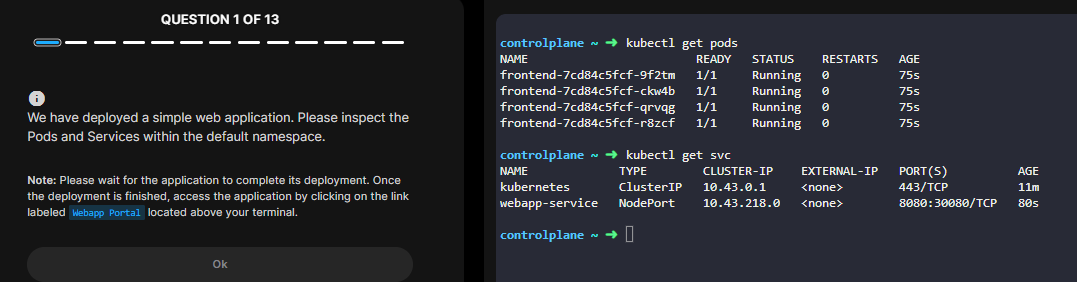 QUESTION 1 OF 13
We have deployed a simple web application. Please inspect the
Pods and Services within the default namespace.
Note: Please wait for the application to complete its deployment. Once
the deployment is finished, access the application by clicking on the link
labeled Webapp Portal located above your terminal.
Ok
controlplane ~ ➜ kubectl get pods
NAME READY STATUS RESTARTS AGE
frontend-7cd84c5fcf-9f2tm 1/1 Running 0 75s
frontend-7cd84c5fcf-ckw4b 1/1 Running 0 75s
frontend-7cd84c5fcf-qrvqg 1/1 Running 0 75s
frontend-7cd84c5fcf-r8zcf 1/1 Running 0 75s
controlplane ~ ➜ kubectl get svc
NAME TYPE CLUSTER-IP EXTERNAL-IP PORT(S) AGE
kubernetes ClusterIP 10.43.0.1 <none> 443/TCP 11m
webapp-service NodePort 10.43.218.0 <none> 8080:30080/TCP 80s
controlplane ~ ➜